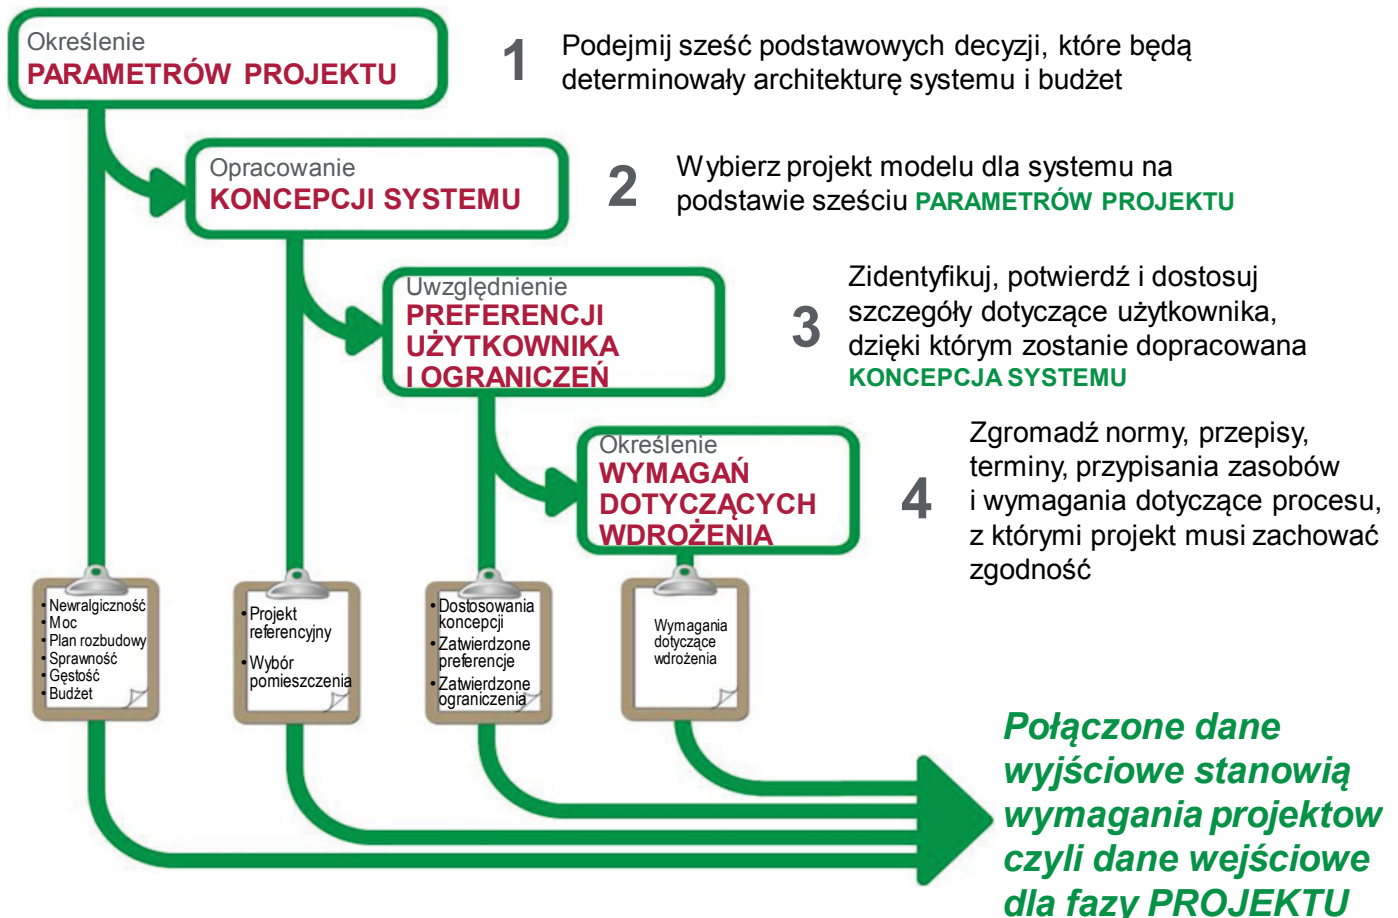 Określenie
PARAMETRÓW PROJEKTU
1
Podejmij sześć podstawowych decyzji, które będą
determinowały architekturę systemu i budżet
Opracowanie
KONCEPCJI SYSTEMU
2
Wybierz projekt modelu dla systemu na
podstawie sześciu PARAMETRÓW PROJEKTU
Uwzględnienie
PREFERENCJI
UŻYTKOWNIKA
I OGRANICZEŃ
3
Zidentyfikuj, potwierdź i dostosuj
szczegóły dotyczące użytkownika,
dzięki którym zostanie dopracowana
KONCEPCJA SYSTEMU
Określenie
WYMAGAŃ
DOTYCZĄCYCH
WDROŻENIA
4
Zgromadź normy, przepisy,
terminy, przypisania zasobów
i wymagania dotyczące procesu,
z którymi projekt musi zachować
zgodność
• Newralgiczność
• Moc
• Plan rozbudowy
• Sprawność
• Gęstość
• Budżet
• Projekt
referencyjny
• Wybór
pomieszczenia
• Dostosowania
koncepcji
• Zatwierdzone
preferencje
• Zatwierdzone
ograniczenia
Wymagania
dotyczące
wdrożenia
Połączone dane
wyjściowe stanowią
wymagania projektow
czyli dane wejściowe
dla fazy PROJEKTU